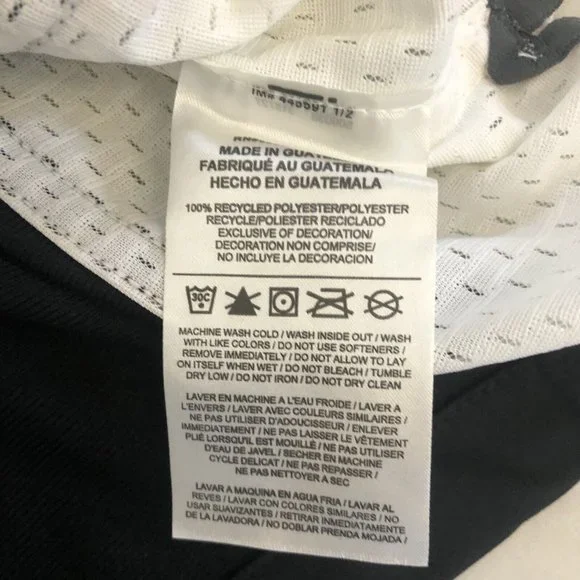 1/2
MADE IN
FABRIQUÉ AU GUATEMALA
HECHO EN GUATEMALA
100% RECYCLED POLYESTER/POLYESTER
RECYCLE/POLIESTER RECICLADO
EXCLUSIVE OF DECORATION/
DECORATION NON COMPRISE/
NO INCLUYE LA DECORACION
30C
MACHINE WASH COLD / WASH INSIDE OUT / WASH
WITH LIKE COLORS / DO NOT USE SOFTENERS /
REMOVE IMMEDIATELY / DO NOT ALLOW TO LAY
ON ITSELF WHEN WET / DO NOT BLEACH / TUMBLE
DRY LOW / DO NOT IRON / DO NOT DRY CLEAN
LAVER EN MACHINE A L'EAU FROIDE / LAVER A
L'ENVERS / LAVER AVEC COULEURS SIMILAIRES /
NE PAS UTILISER D'ADOUCISSEUR / ENLEVER
IMMEDIATEMENT / NE PAS LAISSER LE VÊTEMENT
PLIÉ LORSQU'IL EST MOUILLÉ / NE PAS UTILISER
D'EAU DE JAVEL / SECHER EN MACHINE
CYCLE DELICAT / NE PAS REPASSER /
NE PAS NETTOYER A SEC
LAVAR A MAQUINA EN AGUA FRIA / LAVAR AL
REVES / LAVAR CON COLORES SIMILARES / NO
USAR SUAVIZANTES / RETIRAR INMEDIATAMENTE
DE LA LAVADORA / NO DOBLAR PRENDA MOJADA /